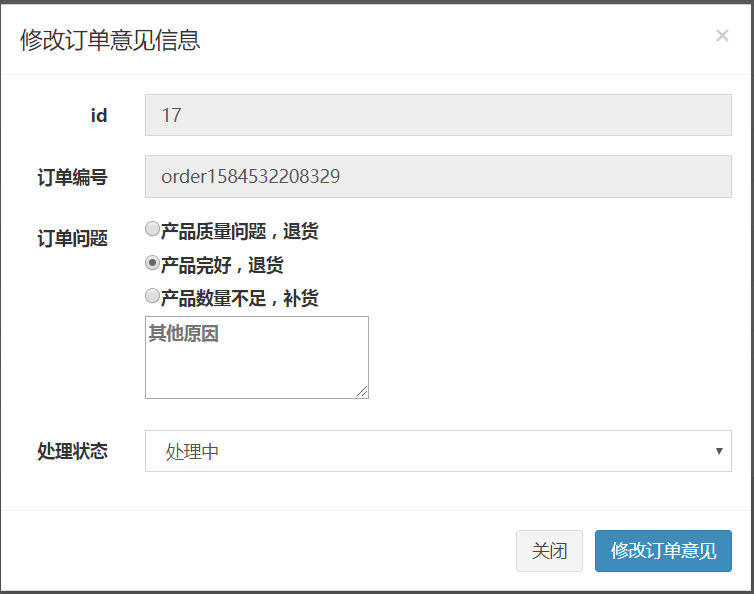 修改订单意见信息
×
id
17
订单编号
order1584532208329
订单问题
产品质量问题，退货
产品完好，退货
产品数量不足，补货
其他原因
处理状态
处理中
关闭
修改订单意见